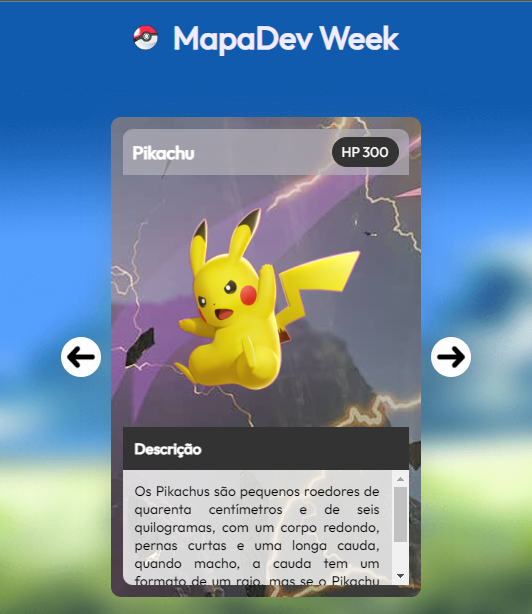 MapaDev Week
Pikachu
HP 300
Descrição
Os Pikachus são pequenos roedores de
quarenta centímetros e de seis
quilogramas, com um corpo redondo,
pernas curtas e uma longa cauda,
quando macho, a cauda tem um
formato de um raio, mas se o Pikachu